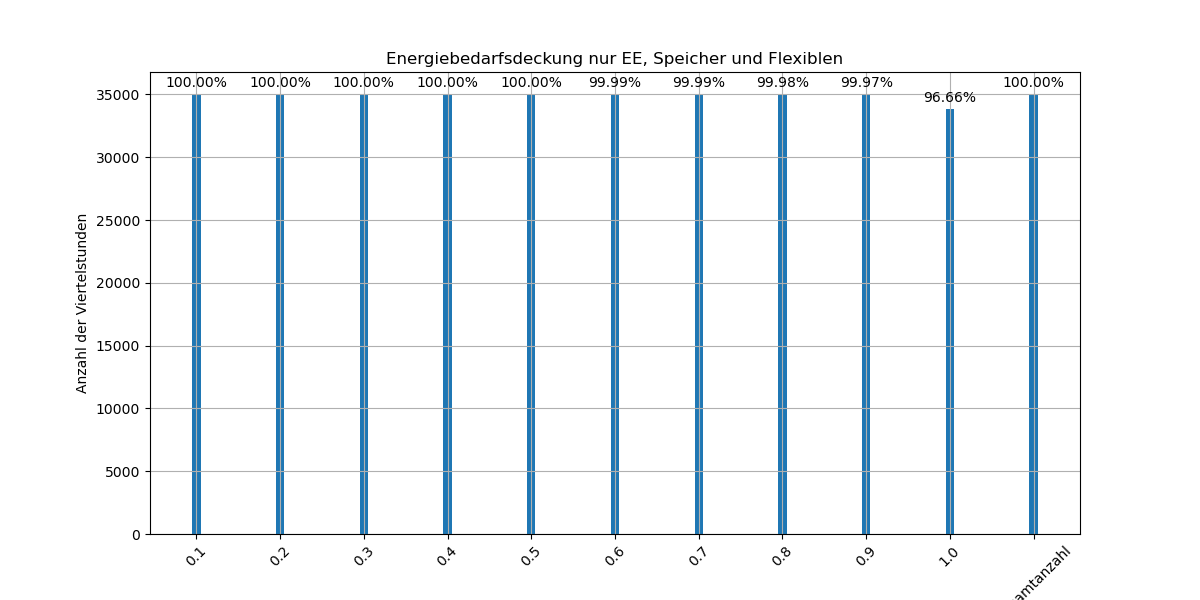 Energiebedarfsdeckung nur EE, Speicher und Flexiblen
100.00% 100.00% 100.00% 100.00% 100.00% 99.99% 99.99% 99.98% 99.97% 96.66% 100.00%
35000
30000
25000
20000
15000
10000
5000
0
Anzahl der Viertelstunden
0.1 0.2 0.3 0.4 0.5 0.6 0.7 0.8 0.9 1.0